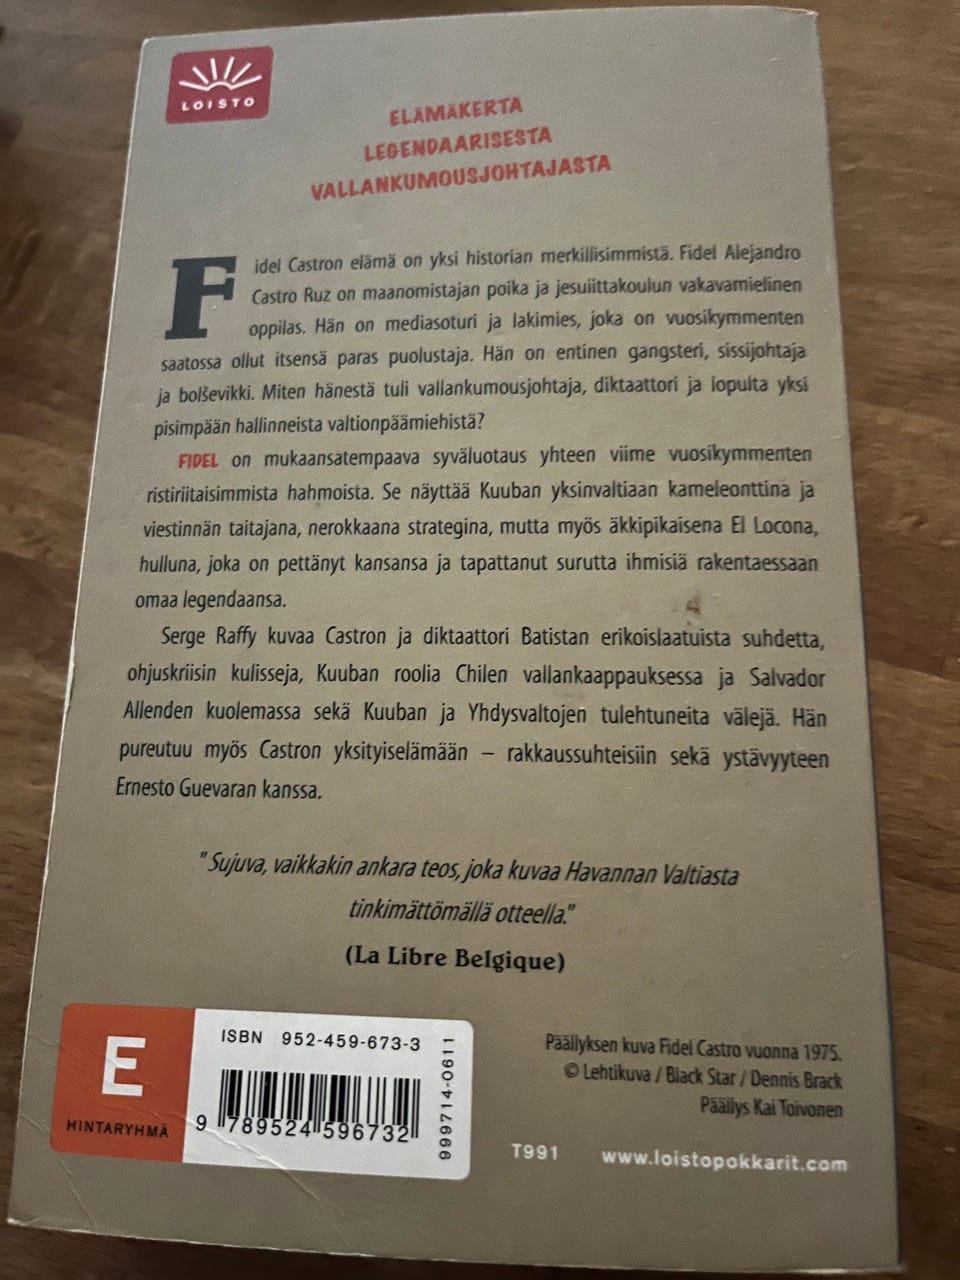 LOISTO
ELÄMÄKERTA
LEGENDAARISESTA
VALLANKUMOUSJOHTAJASTA
Fidel Castron elämä on yksi historian merkillisimmistä. Fidel Alejandro
Castro Ruz on maanomistajan poika ja jesuiittakoulun vakavamielinen
oppilas. Hän on mediasoturi ja lakimies, joka on vuosikymmenten
saatossa ollut itsensä paras puolustaja. Hän on entinen gangsteri, sissijohtaja
ja bolševikki. Miten hänestä tuli vallankumousjohtaja, diktaattori ja lopulta yksi
pisimpään hallinneista valtionpäämiehistä?
FIDEL on mukaansatempaava syväluotaus yhteen viime vuosikymmenten
ristiriitaisimmista hahmoista. Se näyttää Kuuban yksinvaltiaan kameleonttina ja
viestinnän taitajana, nerokkaana strategina, mutta myös äkkipikaisena El Locona,
hulluna, joka on pettänyt kansansa ja tapattanut surutta ihmisiä rakentaessaan
omaa legendaansa.
Serge Raffy kuvaa Castron ja diktaattori Batistan erikoislaatuista suhdetta,
ohjuskriisin kulisseja, Kuuban roolia Chilen vallankaappauksessa ja Salvador
Allenden kuolemassa sekä Kuuban ja Yhdysvaltojen tulehtuneita välejä. Hän
pureutuu myös Castron yksityiselämään – rakkaussuhteisiin sekä ystävyyteen
Ernesto Guevaran kanssa.
"Sujuva, vaikkakin ankara teos, joka kuvaa Havannan Valtiasta
tinkimättömällä otteella."
(La Libre Belgique)
E
HINTARYHMÄ
ISBN 952-459-673-3
9 789524 596732
999714-0611
Päällyksen kuva Fidel Castro vuonna 1975.
© Lehtikuva / Black Star / Dennis Brack
Päällys Kai Toivonen
T991 www.loistopokkarit.com